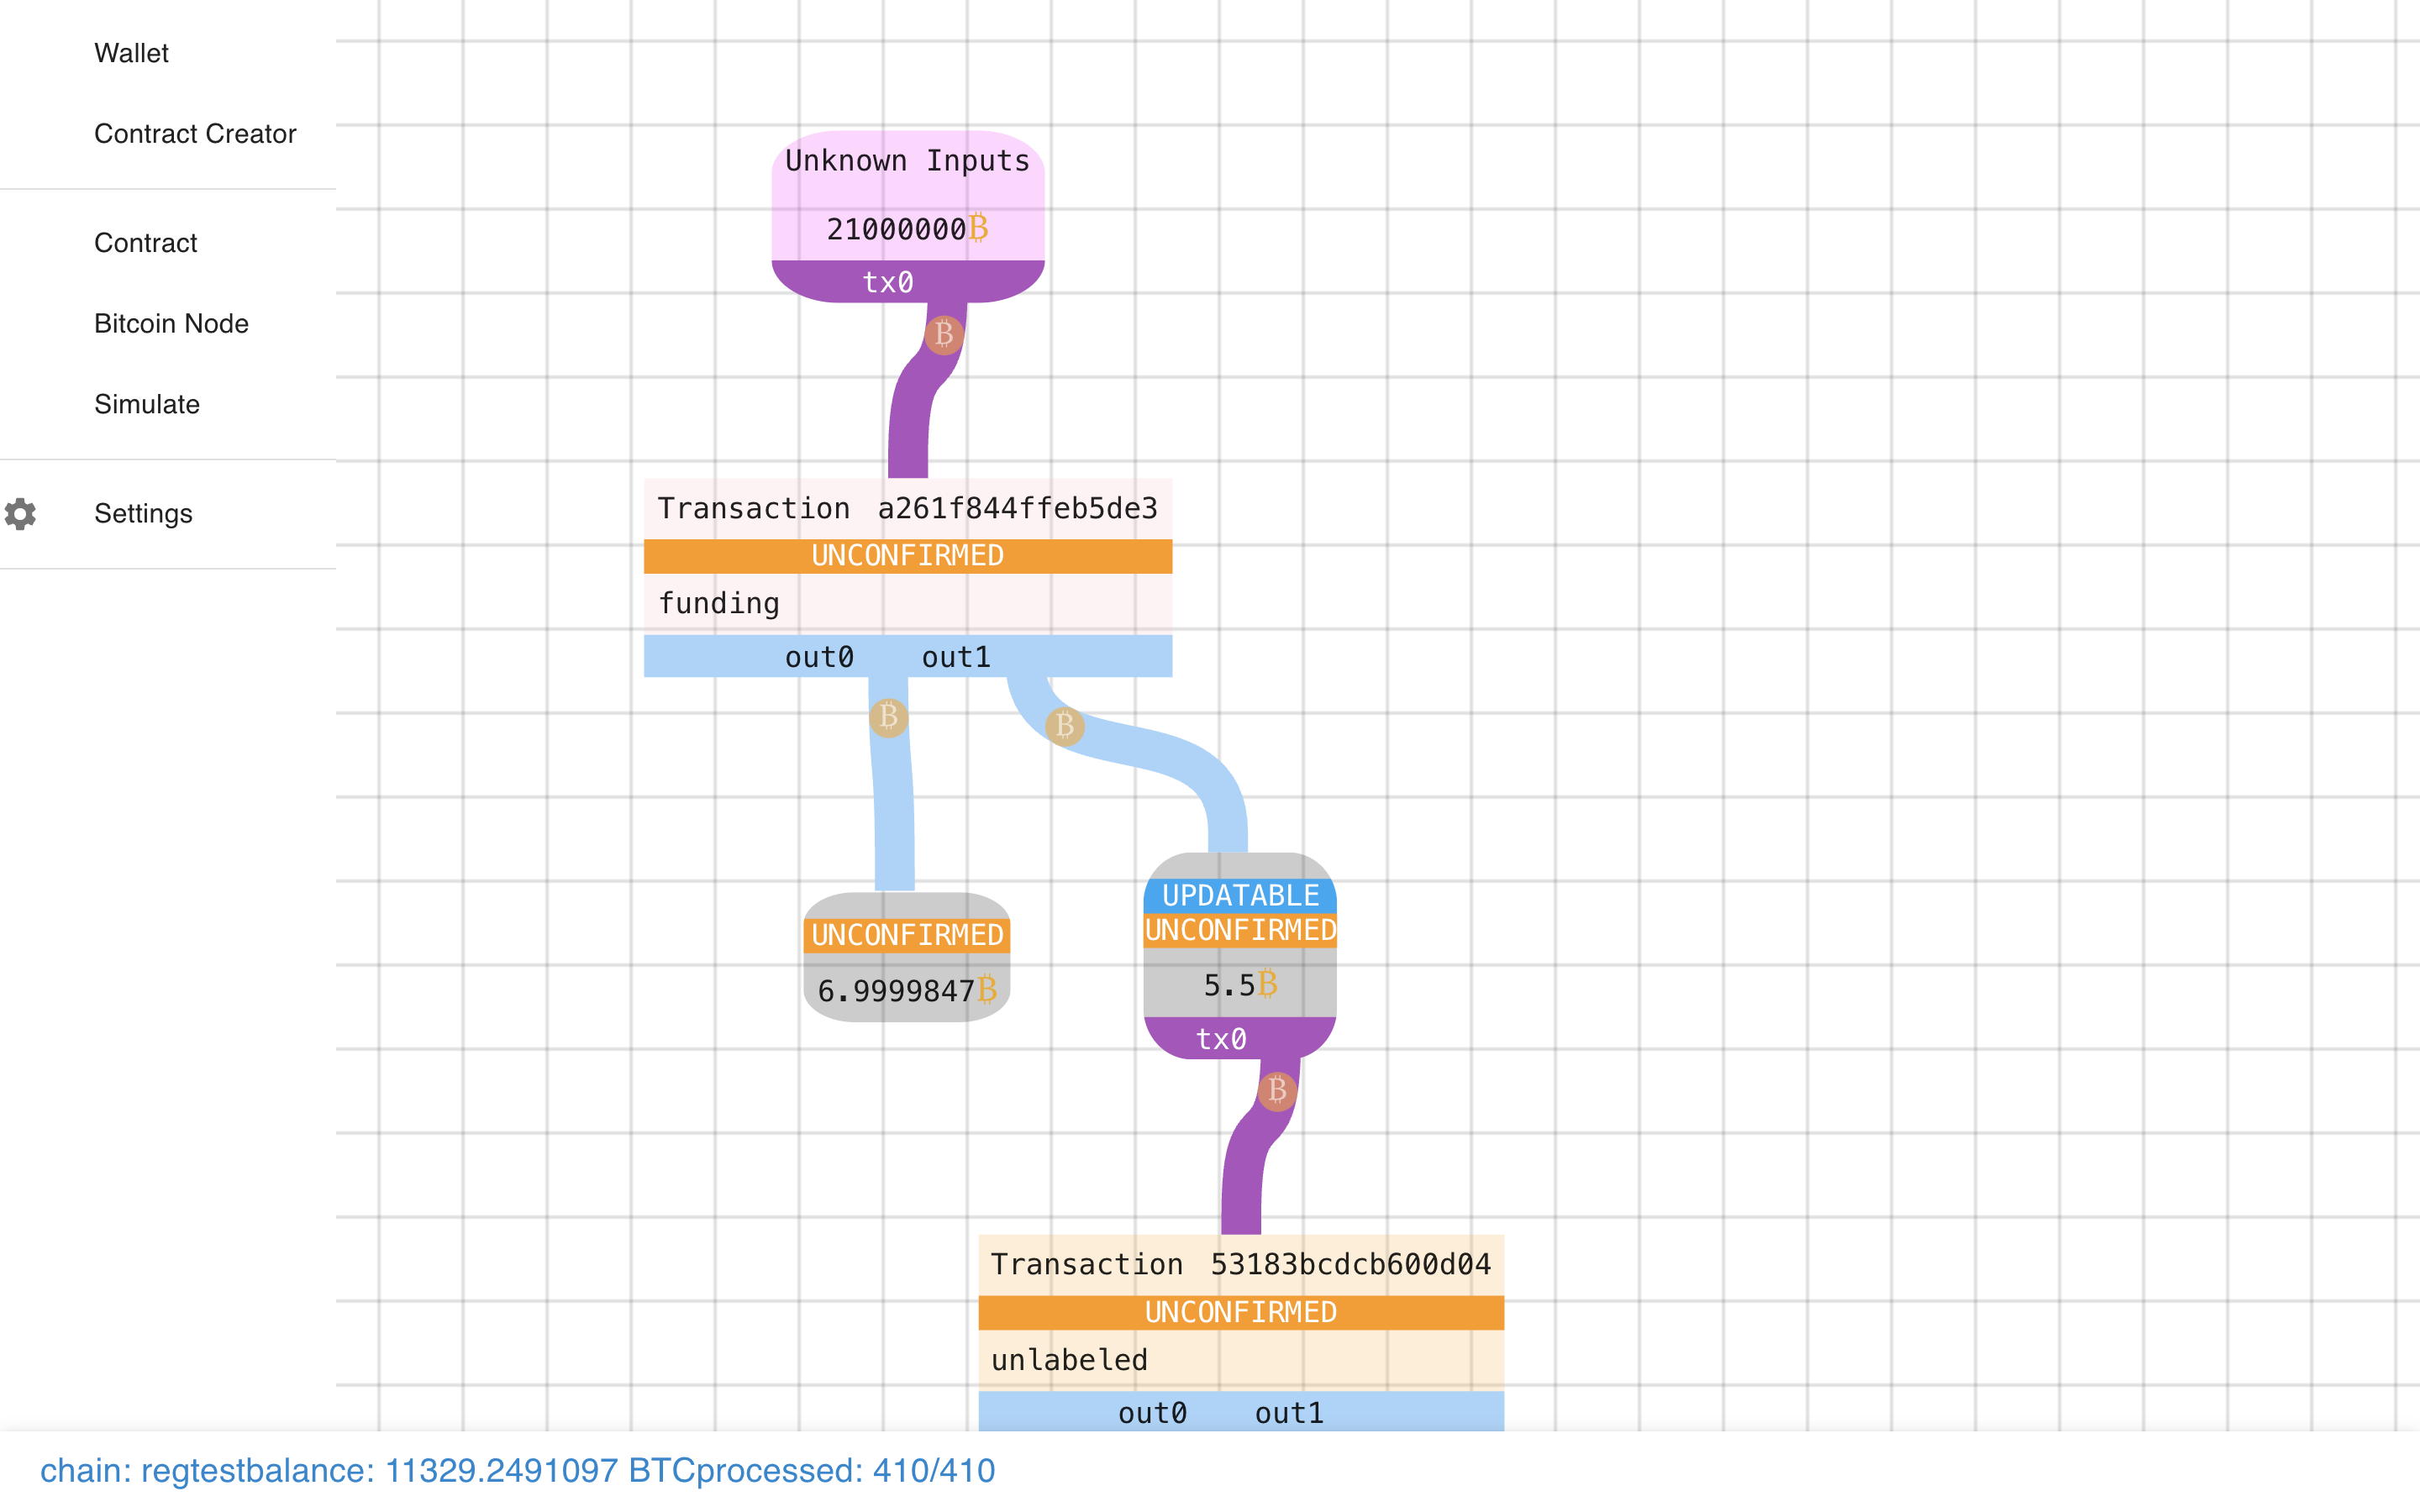 Wallet
Contract Creator
Contract
Bitcoin Node
Simulate
Settings
Unknown Inputs
21000000₿
tx0
₿
Transaction a261f844ffeb5de3
UNCONFIRMED
funding
out0 out1
₿ ₿
UNCONFIRMED
6.9999847₿
UPDATABLE
UNCONFIRMED
5.5₿
tx0
₿
Transaction 53183bcdcb600d04
UNCONFIRMED
unlabeled
out0 out1
chain: regtestbalance: 11329.2491097 BTCprocessed: 410/410